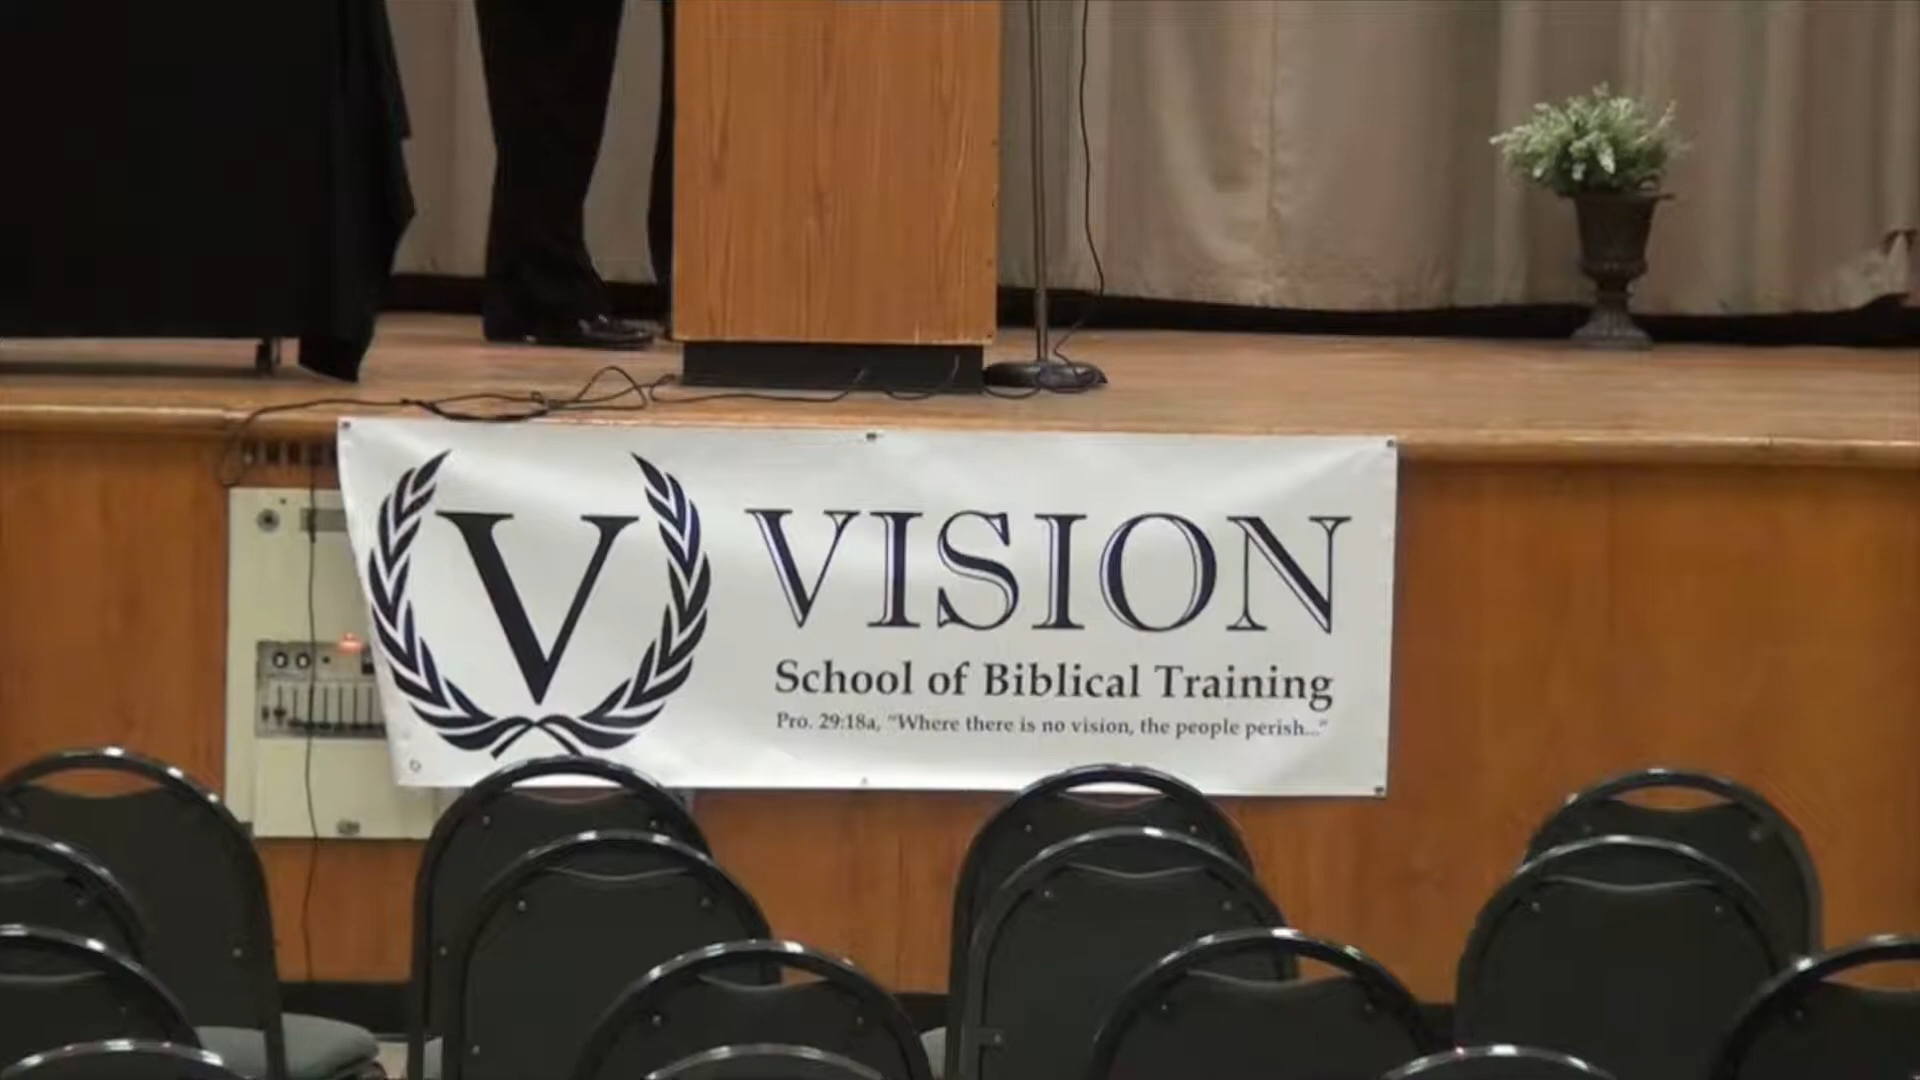 V
VISION
School of Biblical Training
Pro. 29:18a, "Where there is no vision, the people perish..."